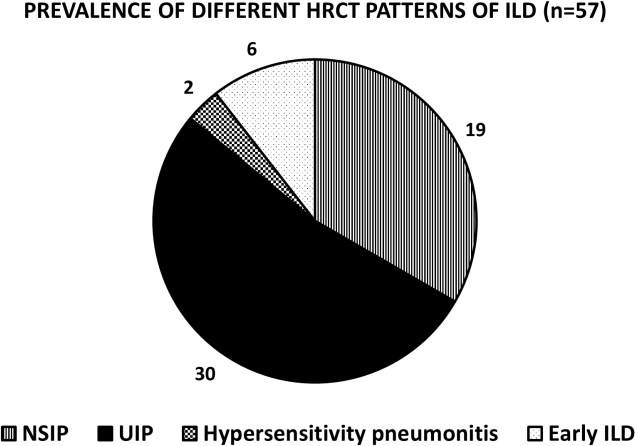 PREVALENCE OF DIFFERENT HRCT PATTERNS OF ILD (n=57)
6
2
19
30
NSIP UIP Hypersensitivity pneumonitis Early ILD